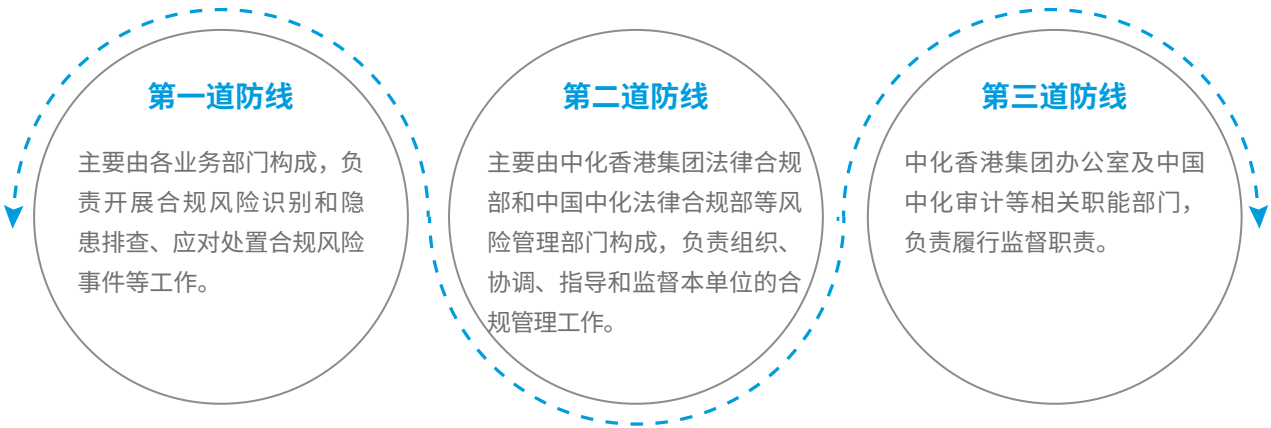 第一道防线
主要由各业务部门构成，负
责开展合规风险识别和隐
患排查、应对处置合规风险
事件等工作。
第二道防线
主要由中化香港集团法律合规
部和中国中化法律合规部等风
险管理部门构成，负责组织、
协调、指导和监督本单位的合
规管理工作。
第三道防线
中化香港集团办公室及中国
中化审计等相关职能部门，
负责履行监督职责。